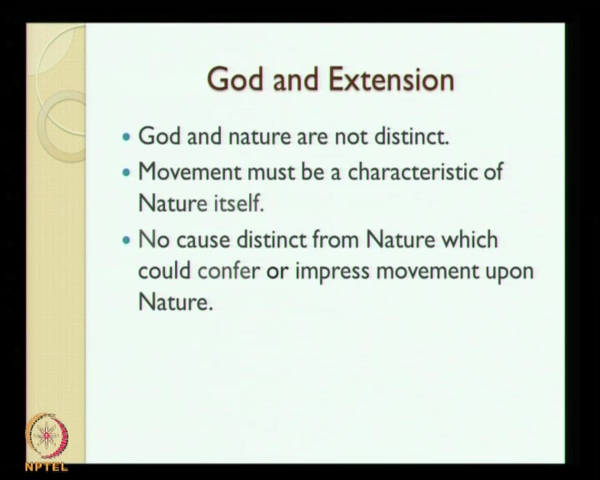 God and Extension
God and nature are not distinct.
Movement must be a characteristic of
Nature itself.
No cause distinct from Nature which
could confer or impress movement upon
Nature.
NPTEL